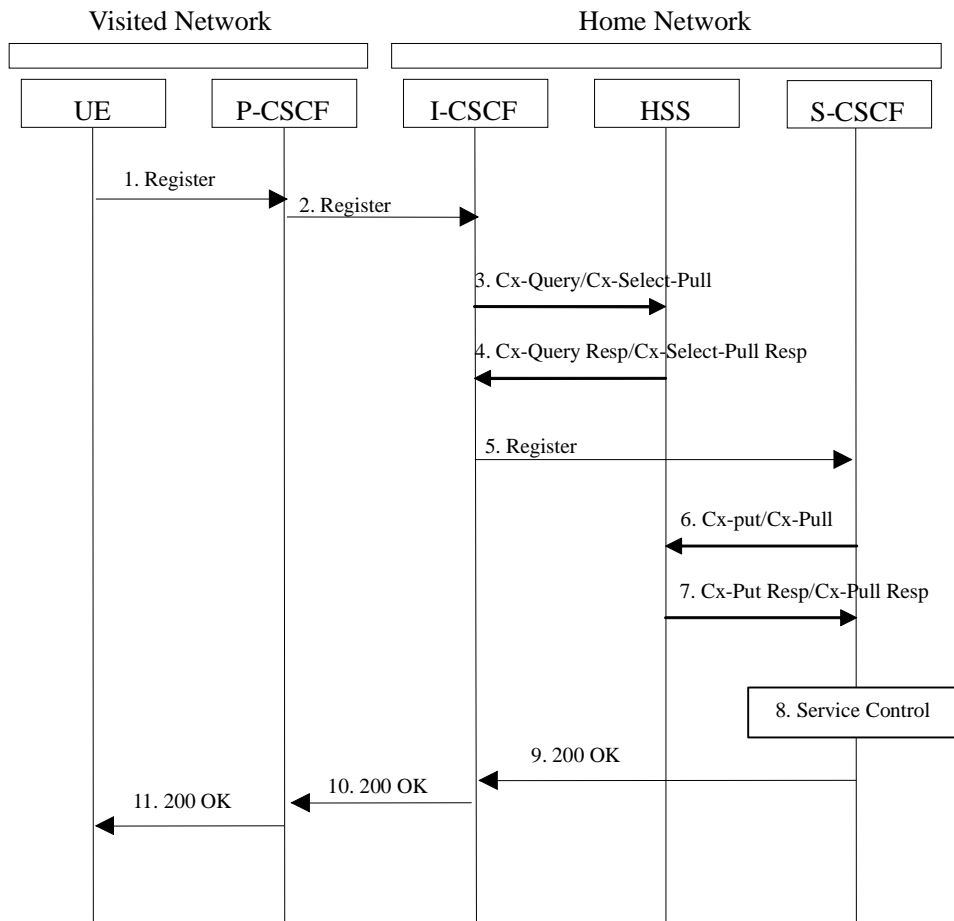 Visited Network
Home Network
UE
P-CSCF
I-CSCF
HSS
S-CSCF
1. Register
2. Register
3. Cx-Query/Cx-Select-Pull
4. Cx-Query Resp/Cx-Select-Pull Resp
5. Register
6. Cx-put/Cx-Pull
7. Cx-Put Resp/Cx-Pull Resp
8. Service Control
9. 200 OK
10. 200 OK
11. 200 OK